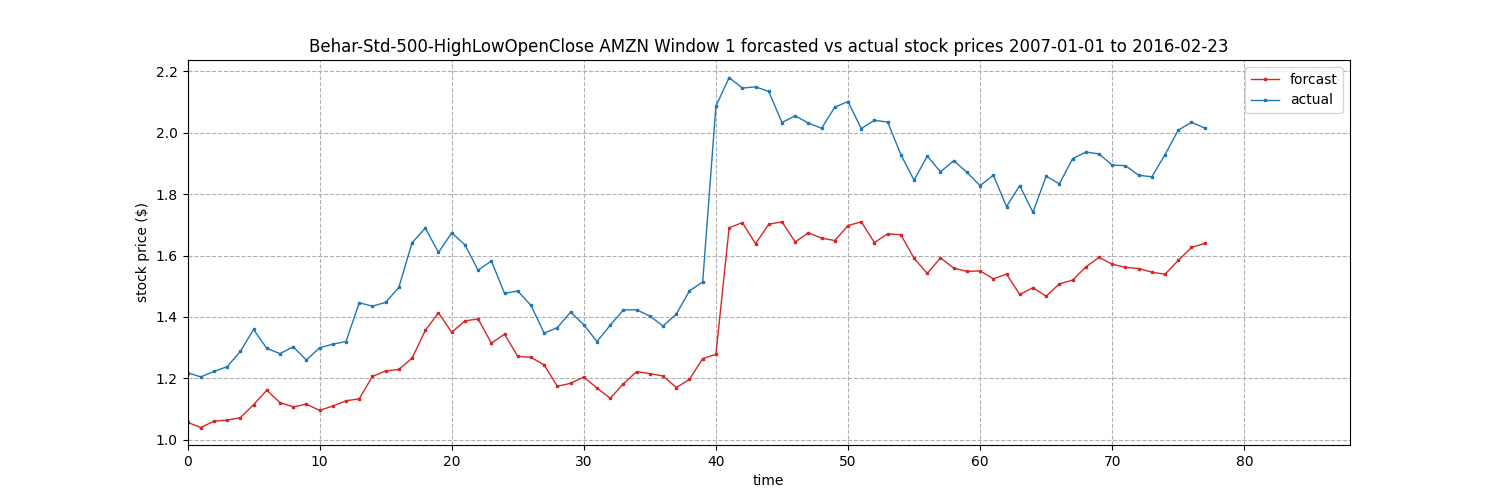 Behar-Std-500-HighLowOpenClose AMZN Window 1 forcasted vs actual stock prices 2007-01-01 to 2016-02-23
forcast
actual
stock price ($)
2.2
2.0
1.8
1.6
1.4
1.2
1.0
0 10 20 30 40 50 60 70 80
time